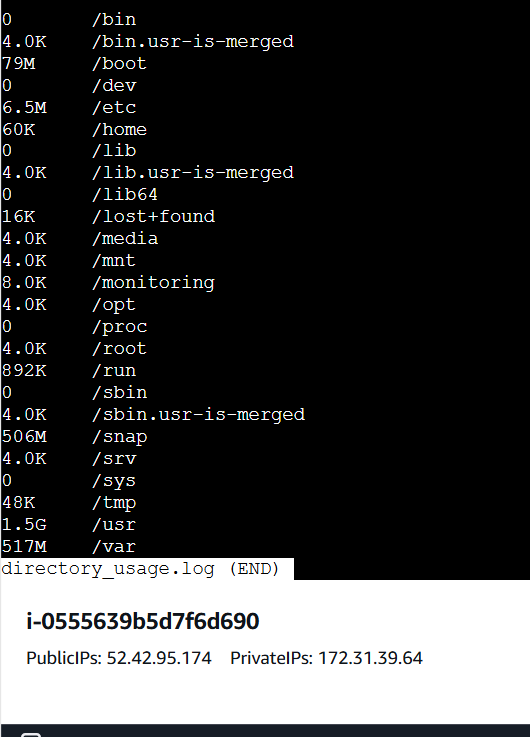 0 /bin
4.0K /bin.usr-is-merged
79M /boot
0 /dev
6.5M /etc
60K /home
0 /lib
4.0K /lib.usr-is-merged
0 /lib64
16K /lost+found
4.0K /media
4.0K /mnt
8.0K /monitoring
4.0K /opt
0 /proc
4.0K /root
892K /run
0 /sbin
4.0K /sbin.usr-is-merged
506M /snap
4.0K /srv
0 /sys
48K /tmp
1.5G /usr
517M /var
directory_usage.log (END)
i-0555639b5d7f6d690
PublicIPs: 52.42.95.174 PrivateIPs: 172.31.39.64